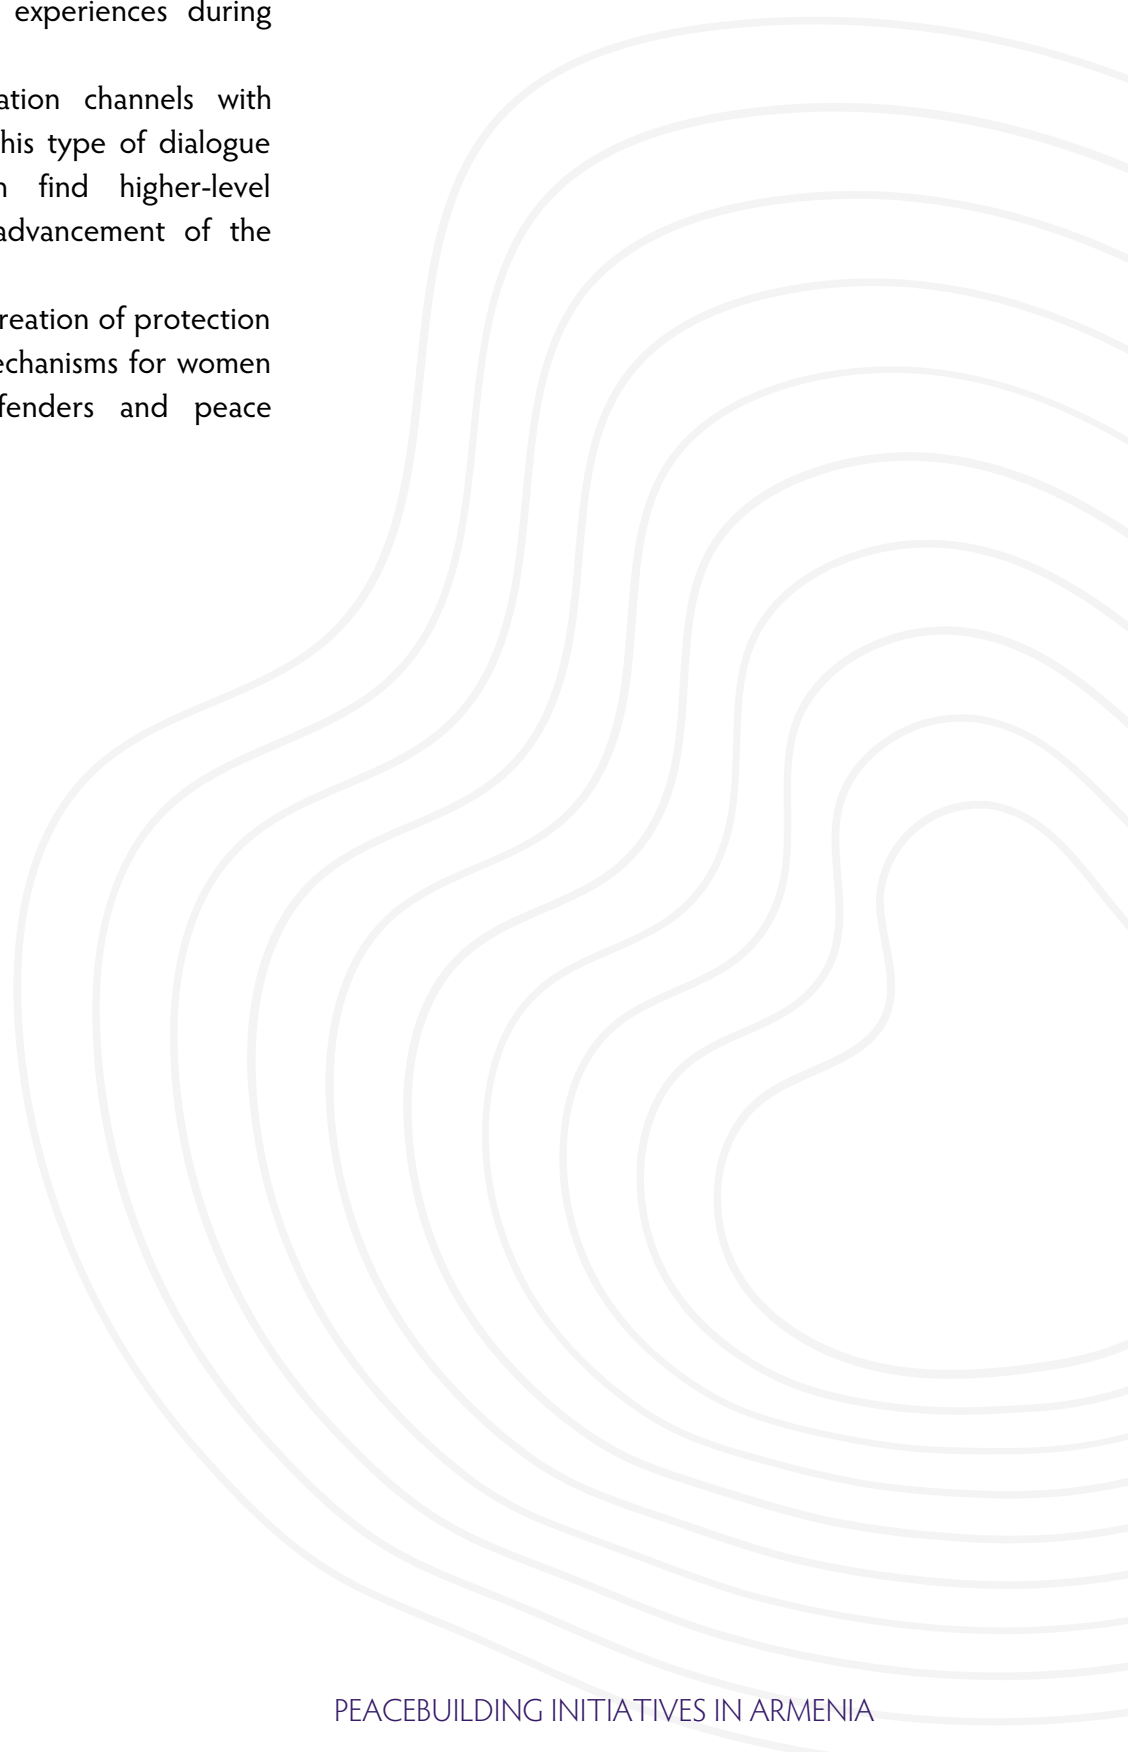 experiences during
ation channels with
his type of dialogue
find higher-level
advancement of the
reation of protection
echanisms for women
fenders and peace
PEACEBUILDING INITIATIVES IN ARMENIA